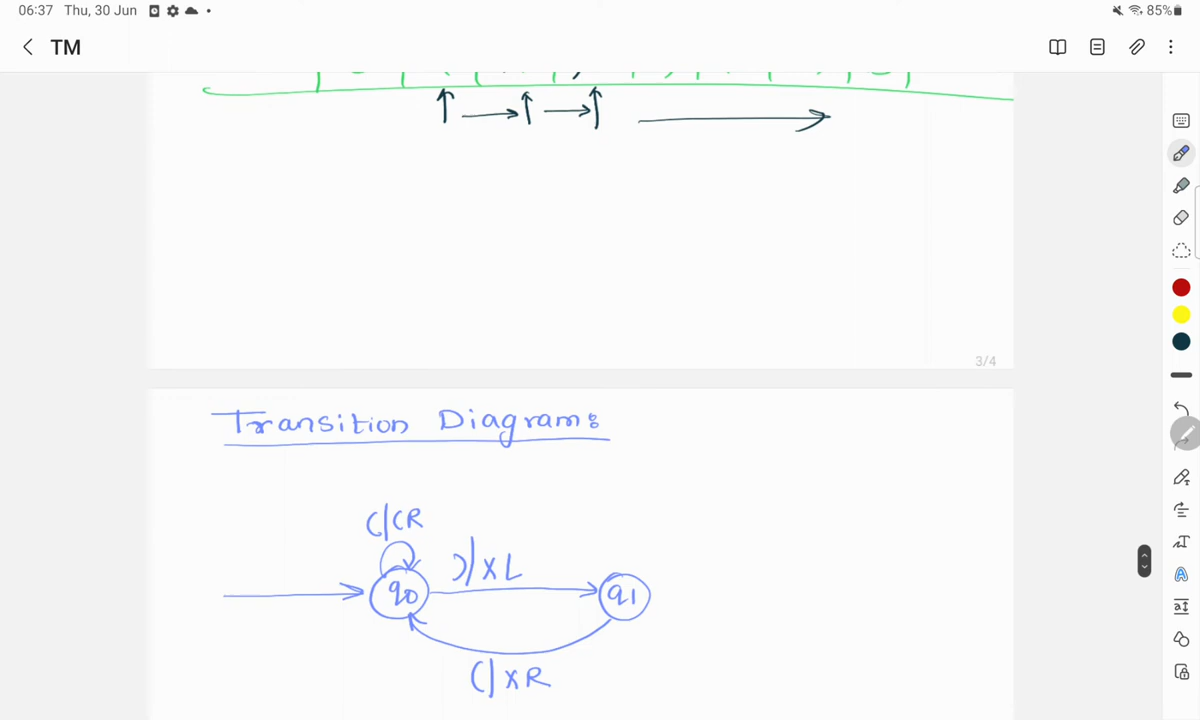 06:37 Thu, 30 Jun
85%
TM
3/4
Transition Diagram:
(|(R
)|XL
q0
q1
(|XR